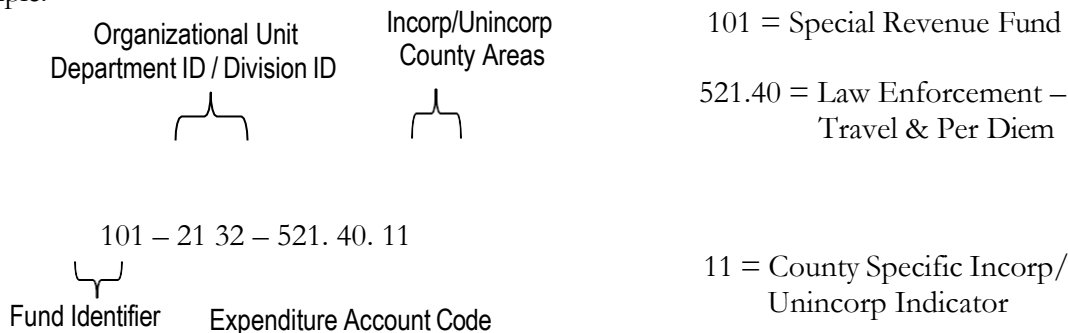 Organizational Unit
Department ID / Division ID
Incorp/Unincorp
County Areas
101 = Special Revenue Fund
521.40 = Law Enforcement –
Travel & Per Diem
101 – 21 32 – 521. 40. 11
Fund Identifier
Expenditure Account Code
11 = County Specific Incorp/
Unincorp Indicator